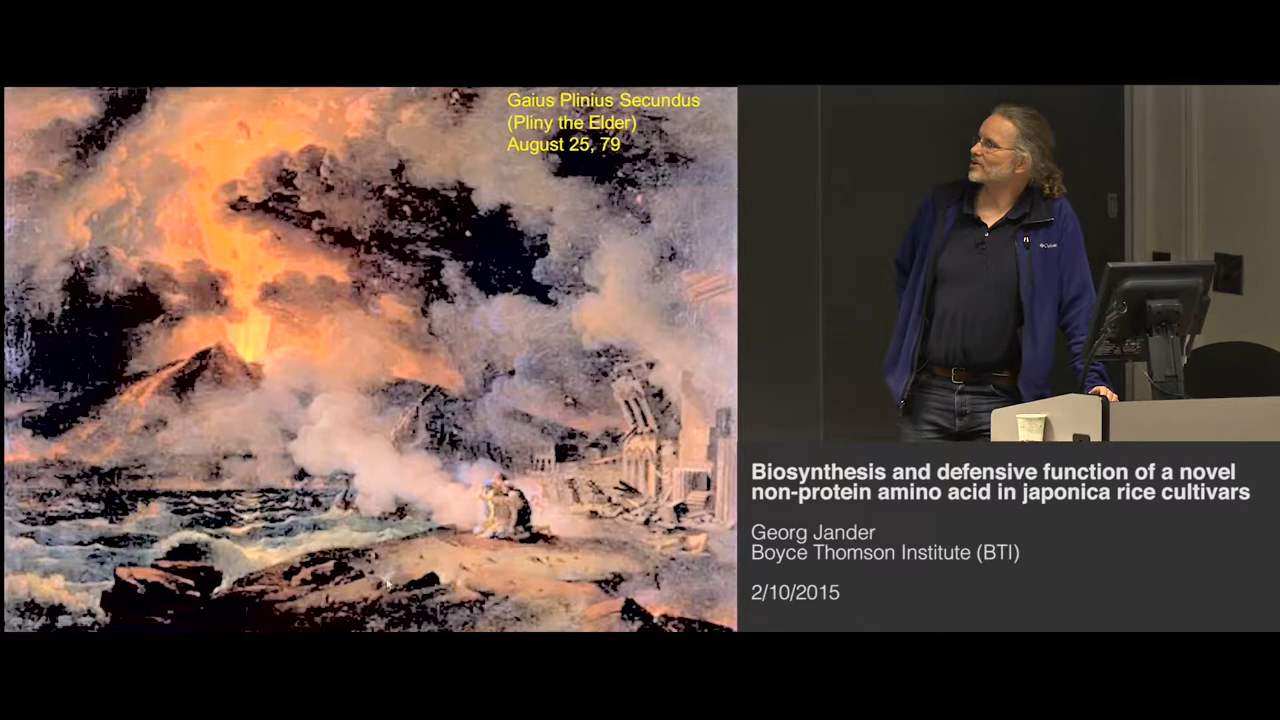 Gaius Plinius Secundus
(Pliny the Elder)
August 25, 79
Biosynthesis and defensive function of a novel
non-protein amino acid in japonica rice cultivars
Georg Jander
Boyce Thomson Institute (BTI)
2/10/2015